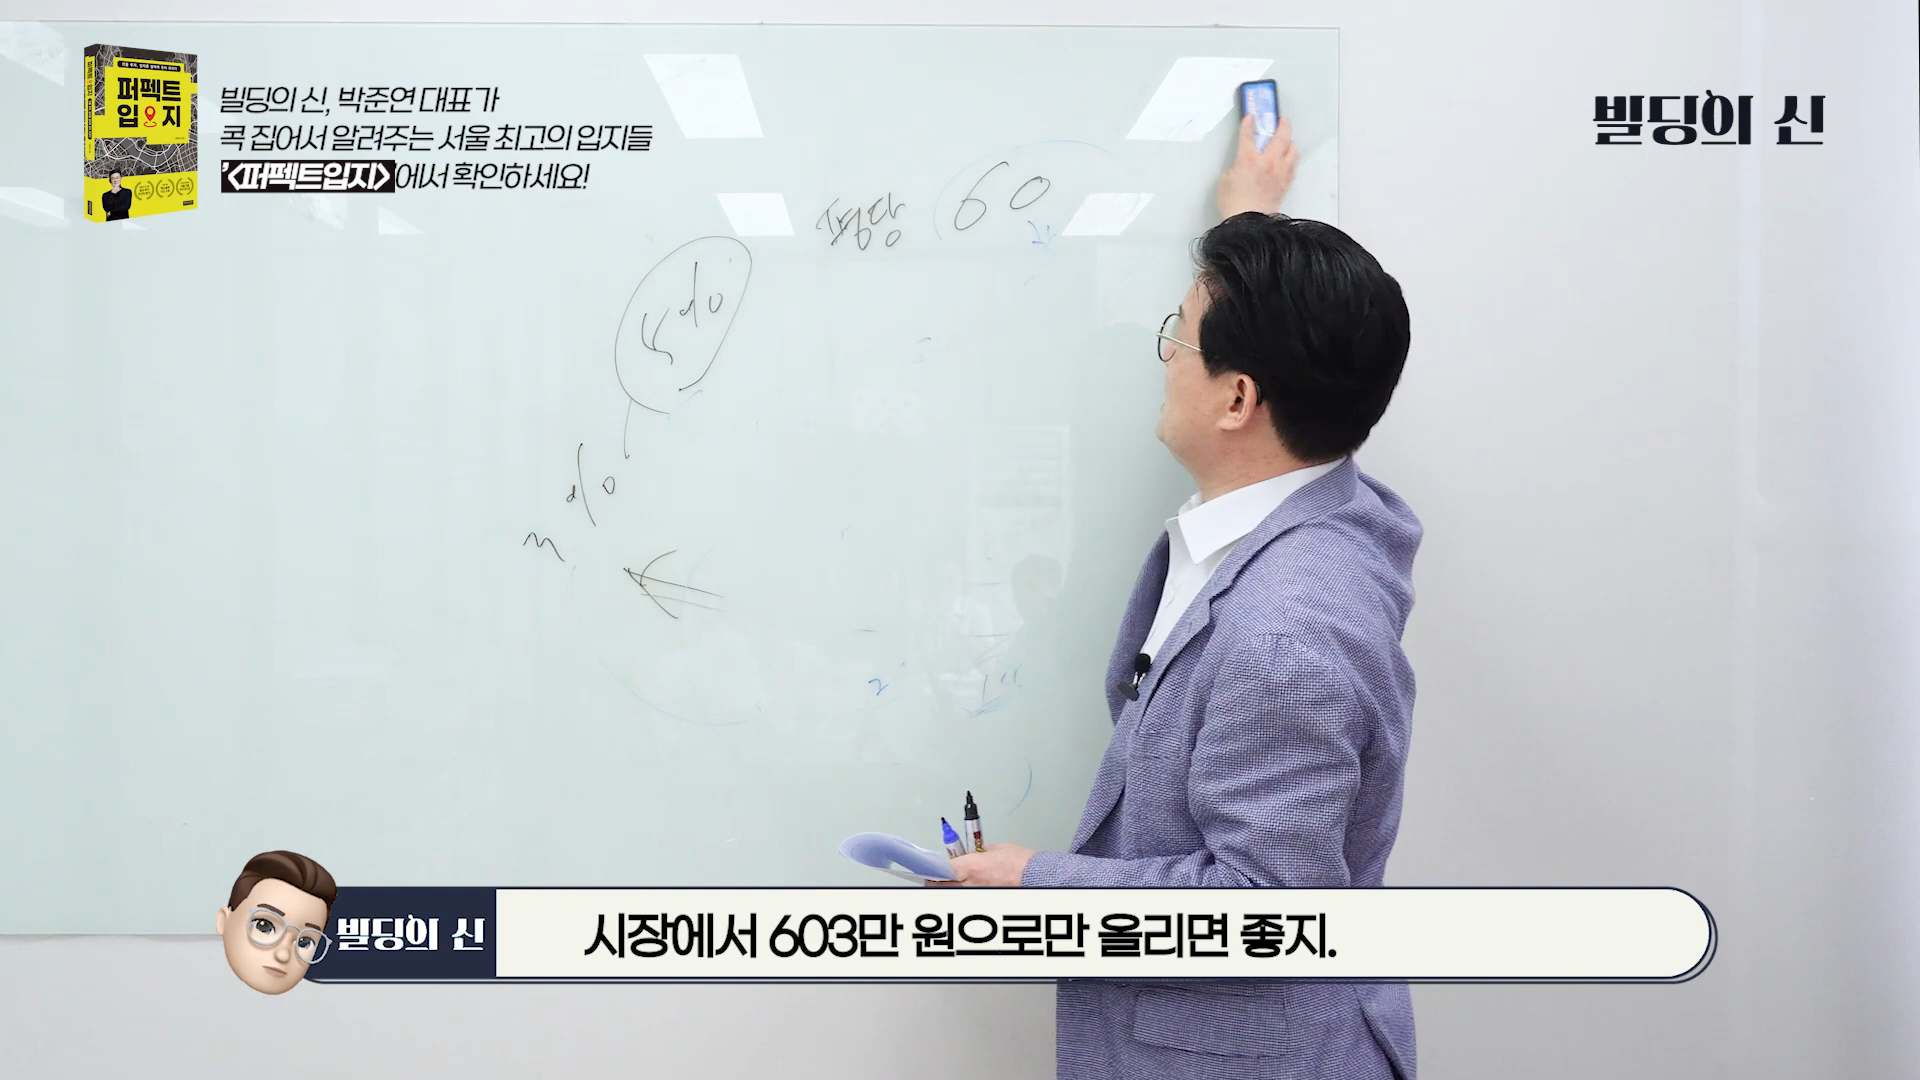 퍼펙트
입지
빌딩의 신, 박준연 대표가
콕 집어서 알려주는 서울 최고의 입지들
'<퍼펙트입지>'에서 확인하세요!
빌딩의 신
평당 60
5%
빌딩의 신
시장에서 603만 원으로만 올리면 좋지.